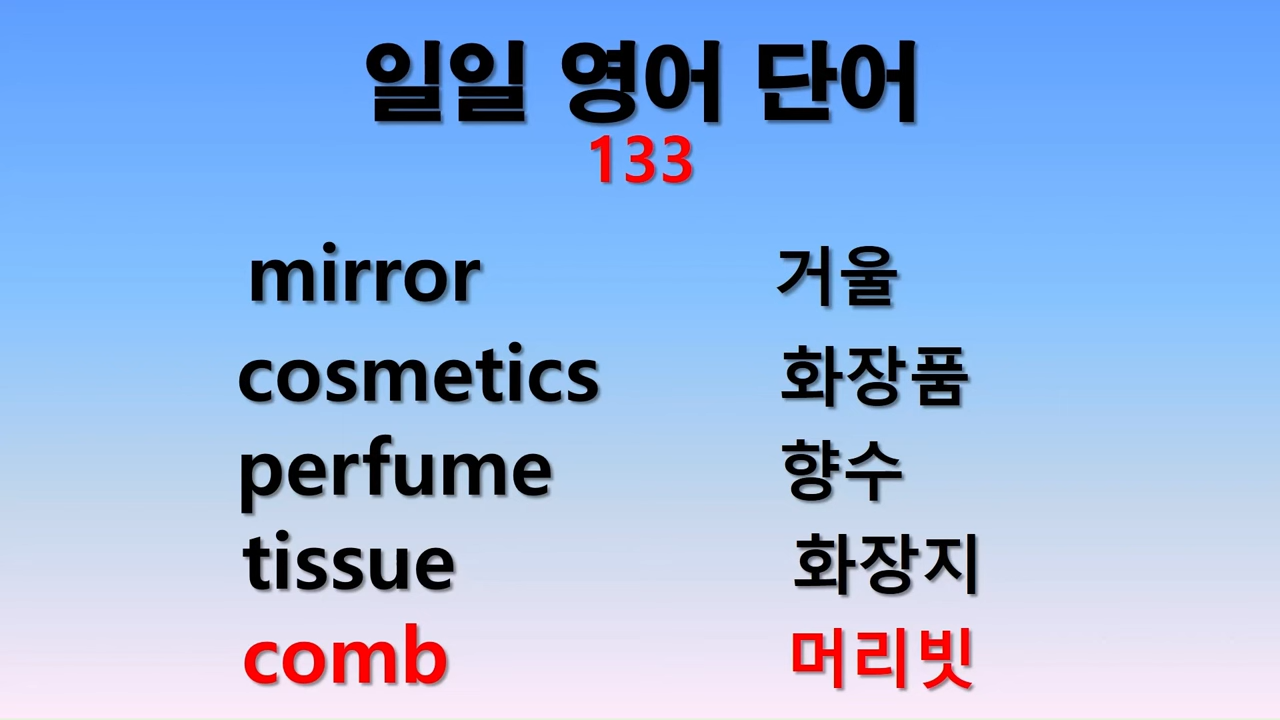 일일 영어 단어
133
mirror 거울
cosmetics 화장품
perfume 향수
tissue 화장지
comb 머리빗